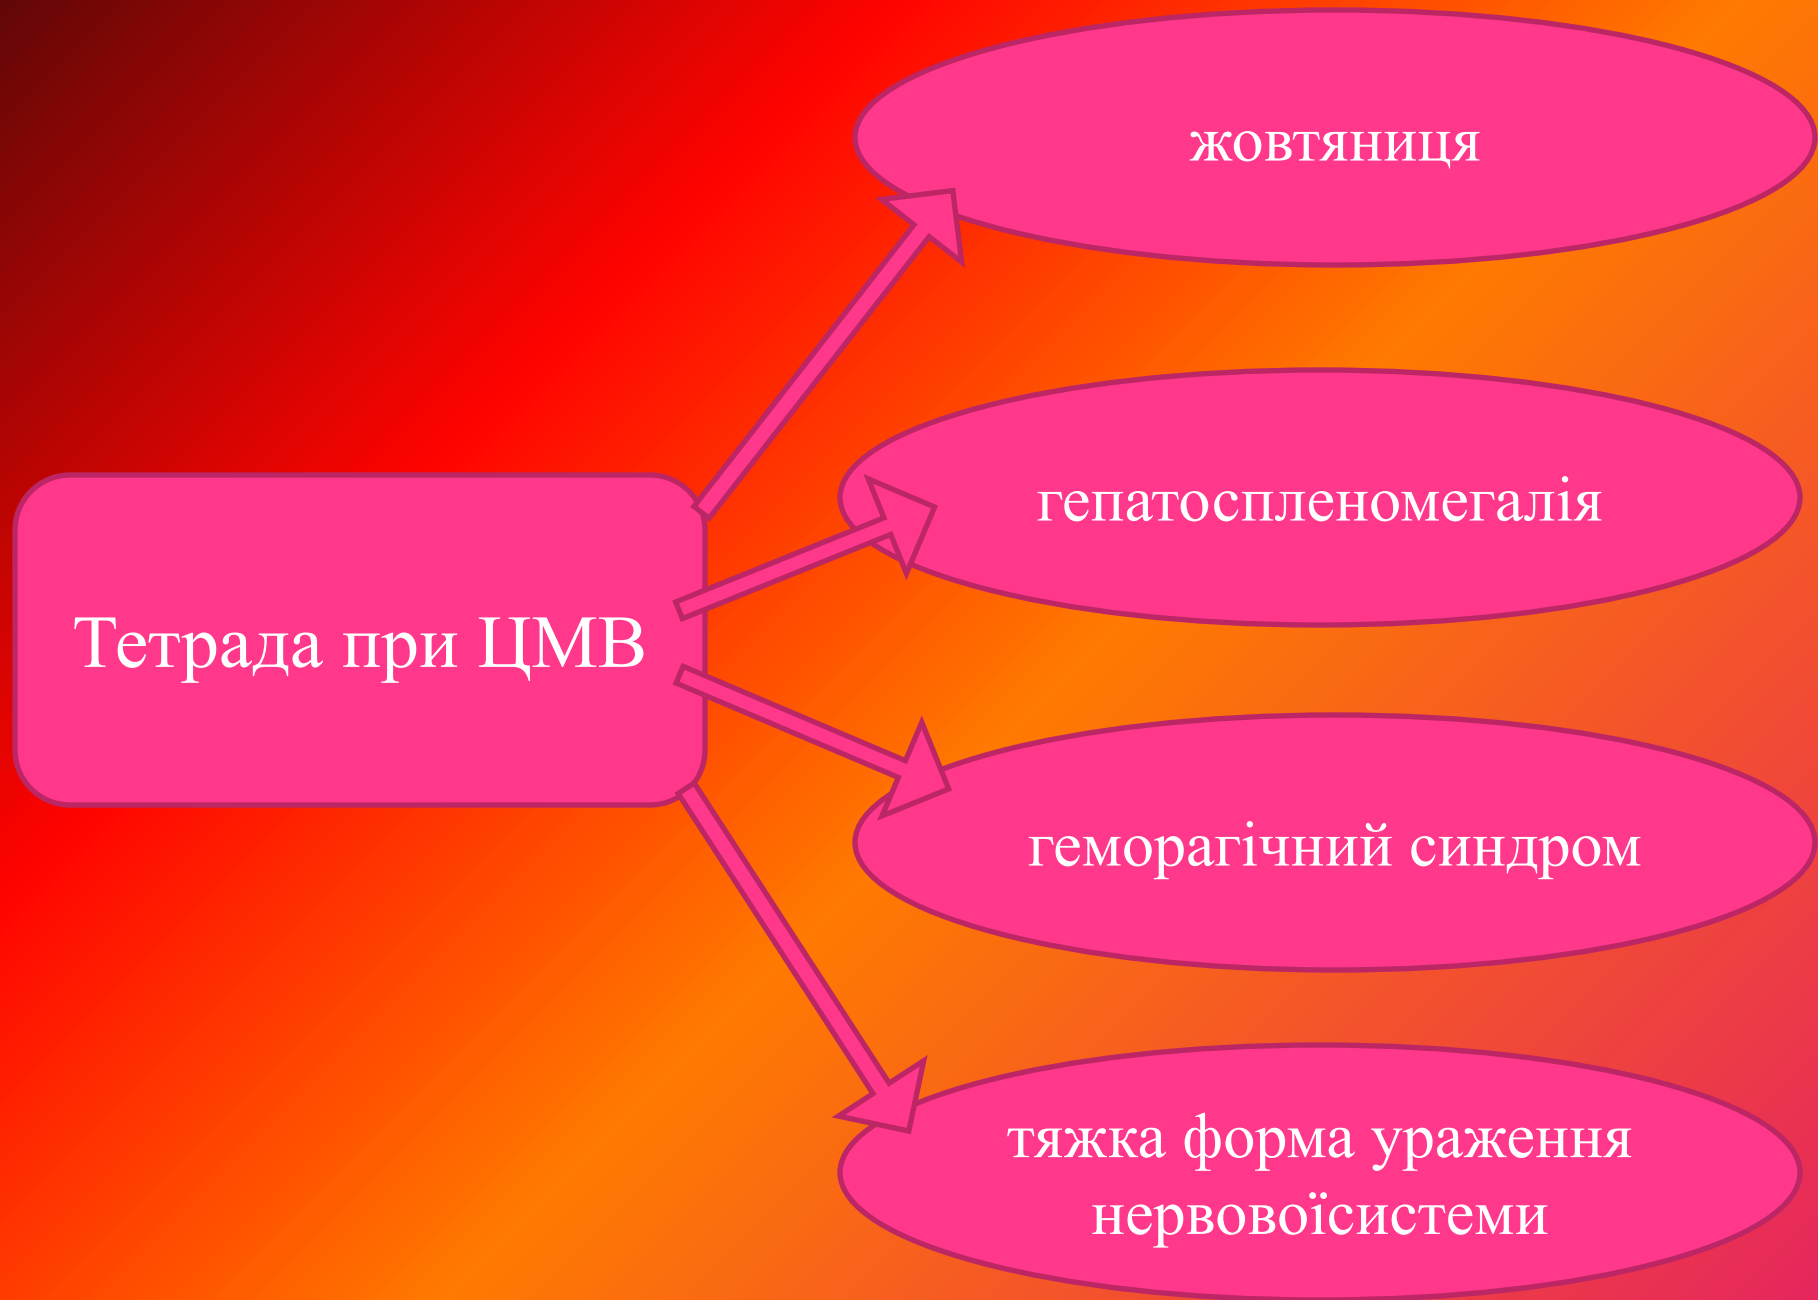 жовтяниця
гепатоспленомегалія
Тетрада при ЦМВ
геморагічний синдром
тяжка форма ураження
нервовоїсистеми